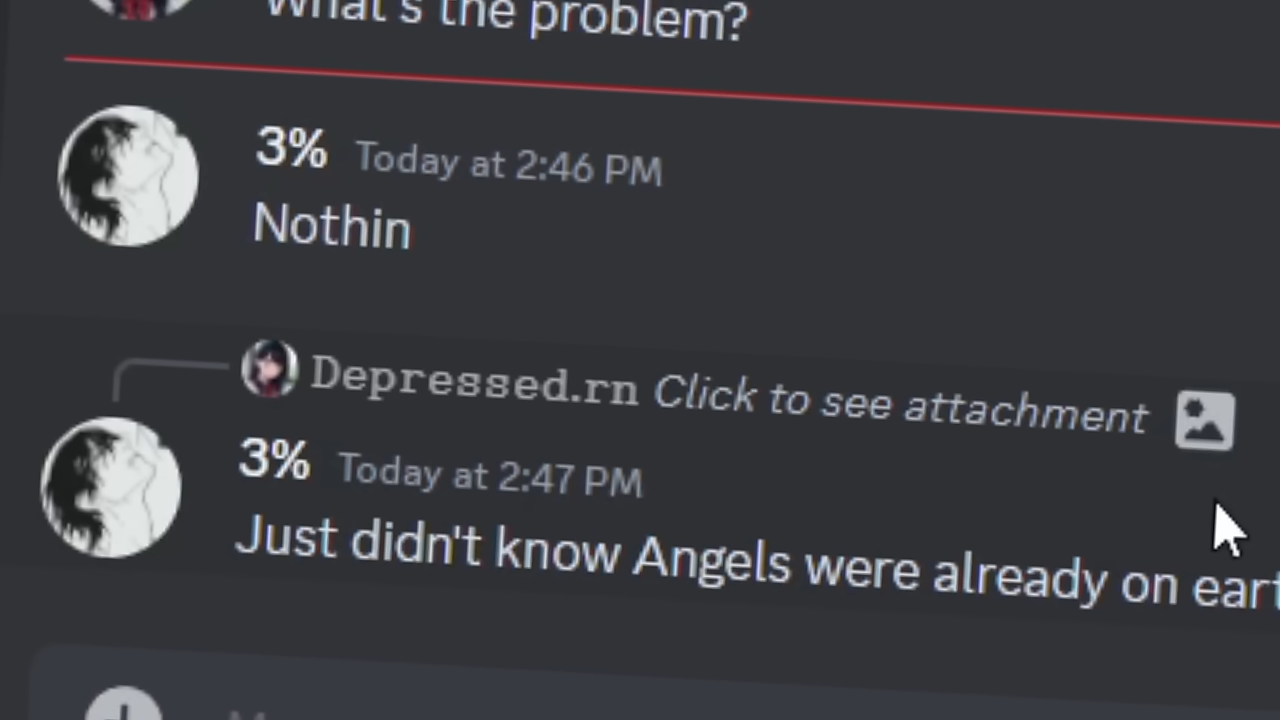 What's the problem?
3% Today at 2:46 PM
Nothin
Depressed.rn Click to see attachment
3% Today at 2:47 PM
Just didn't know Angels were already on